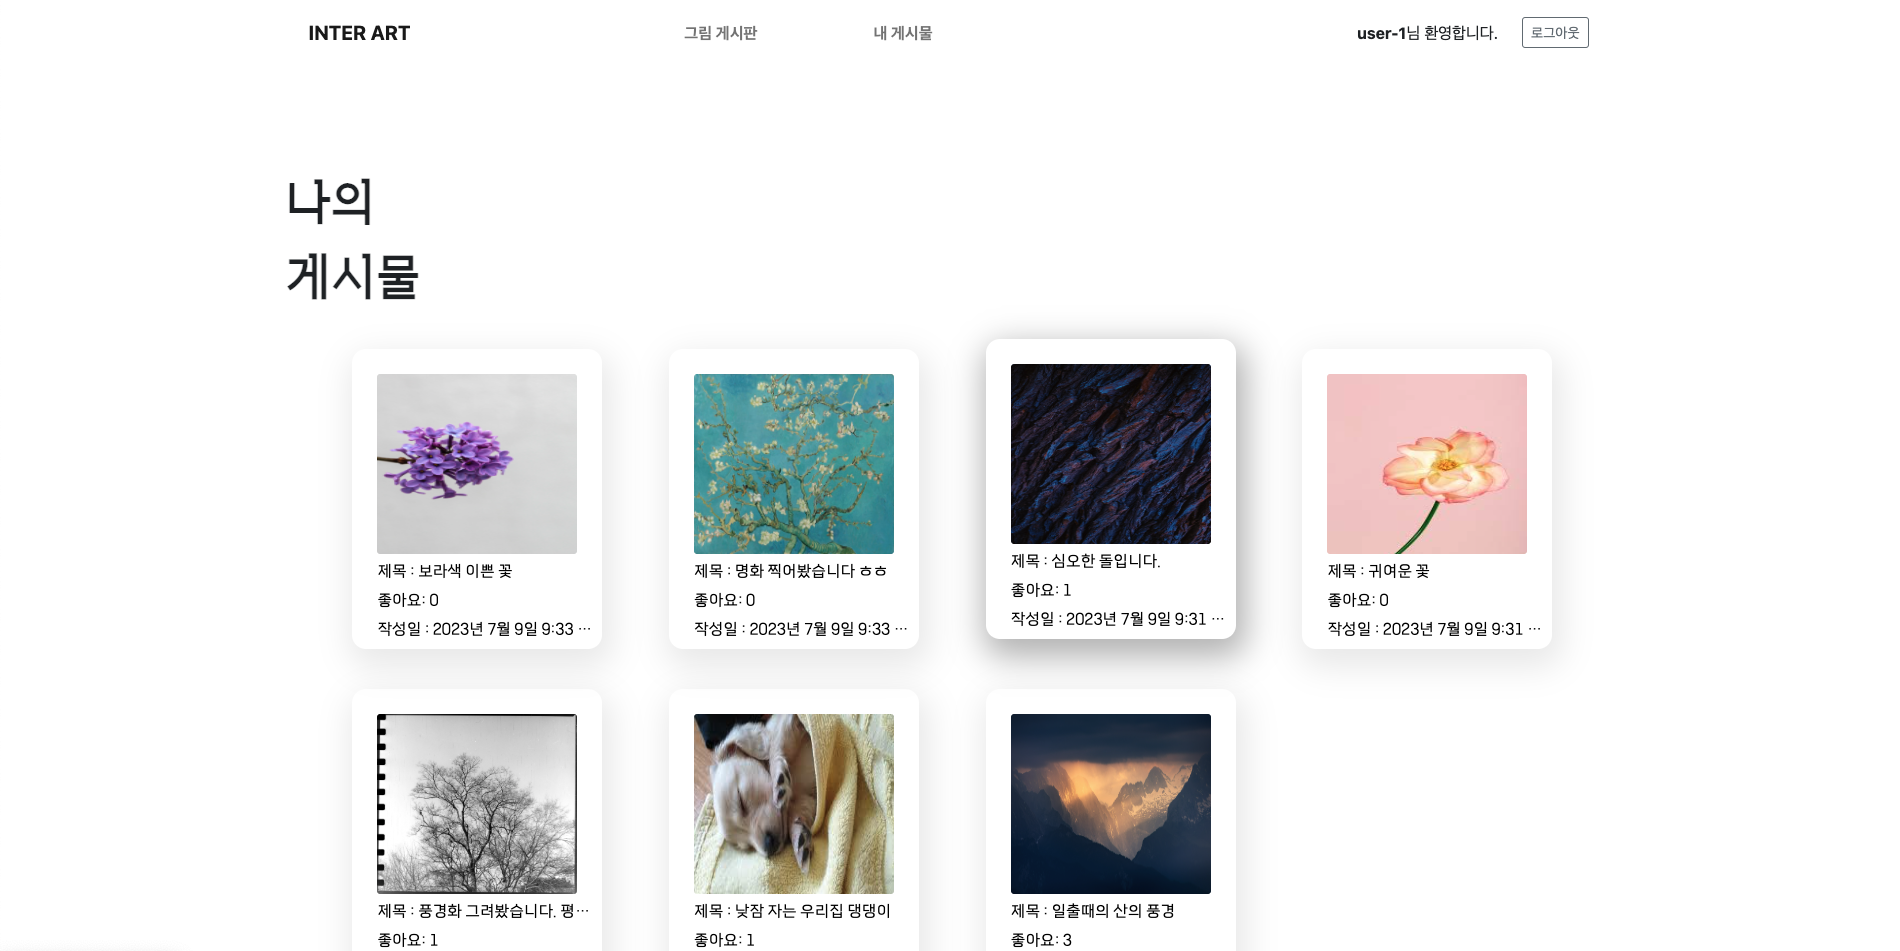 INTER ART
그림 게시판
내 게시물
user-1님 환영합니다.
로그아웃
나의
게시물
제목 : 보라색 이쁜 꽃
좋아요: 0
작성일 : 2023년 7월 9일 9:33 …
제목 : 명화 찍어봤습니다 ㅎㅎ
좋아요: 0
작성일 : 2023년 7월 9일 9:33 …
제목 : 심오한 돌입니다.
좋아요: 1
작성일 : 2023년 7월 9일 9:31 …
제목 : 귀여운 꽃
좋아요: 0
작성일 : 2023년 7월 9일 9:31 …
제목 : 풍경화 그려봤습니다. 평…
좋아요: 1
제목 : 낮잠 자는 우리집 댕댕이
좋아요: 1
제목 : 일출때의 산의 풍경
좋아요: 3